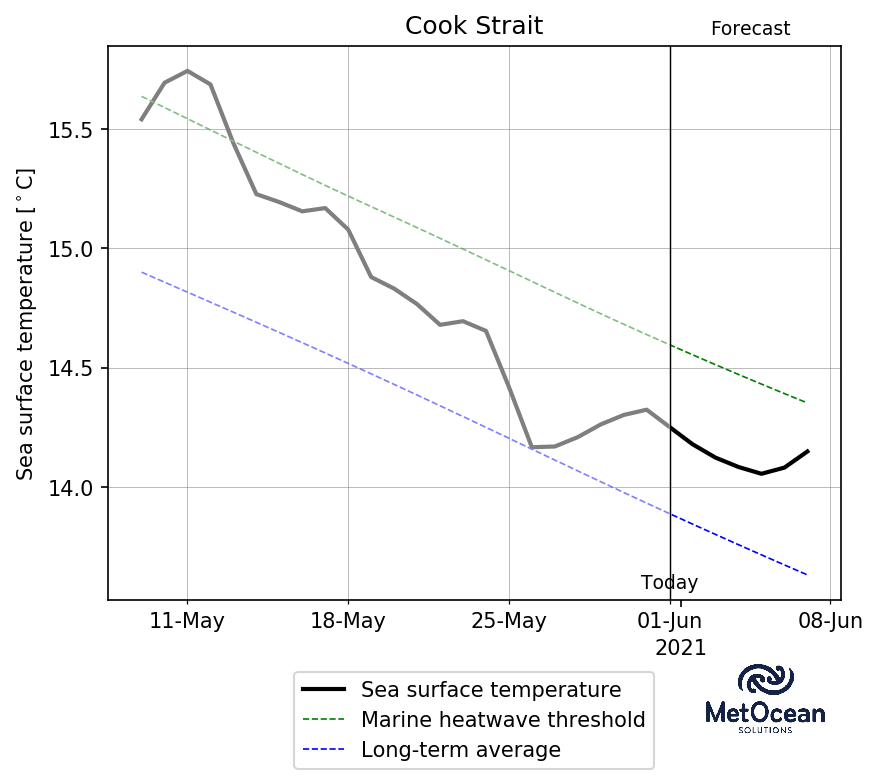 Cook Strait
Forecast
Sea surface temperature [°C]
15.5
15.0
14.5
14.0
Today
11-May
18-May
25-May
01-Jun
08-Jun
2021
Sea surface temperature
Marine heatwave threshold
Long-term average
MetOcean
SOLUTIONS